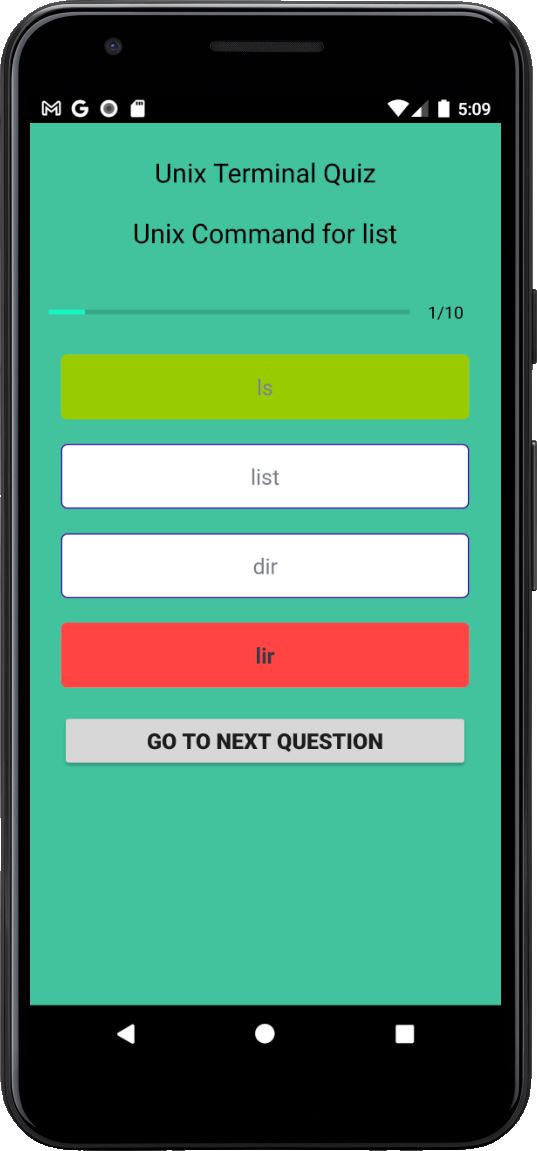 5:09
Unix Terminal Quiz
Unix Command for list
1/10
ls
list
dir
lir
GO TO NEXT QUESTION